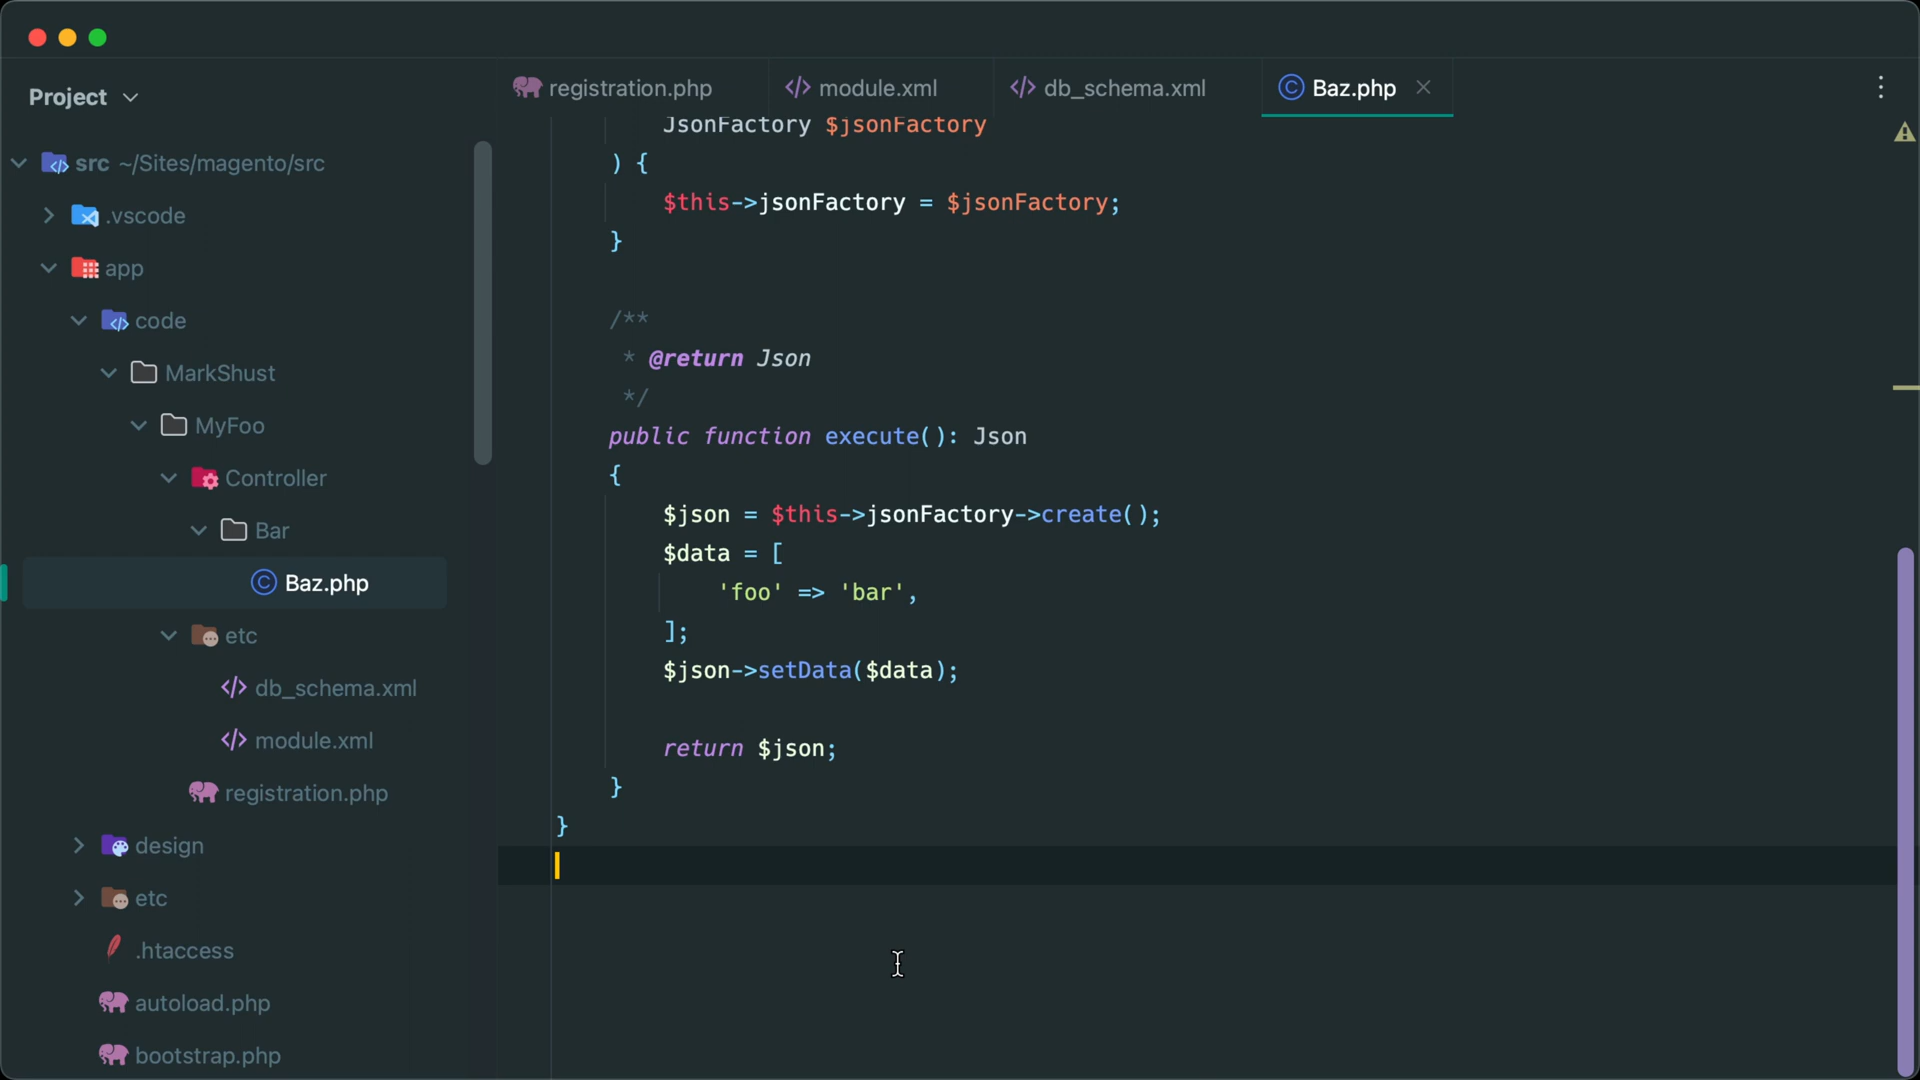 Project
src ~/Sites/magento/src
.vscode
app
code
MarkShust
MyFoo
Controller
Bar
Baz.php
etc
db_schema.xml
module.xml
registration.php
design
etc
.htaccess
autoload.php
bootstrap.php
registration.php module.xml db_schema.xml Baz.php
JsonFactory $jsonFactory
) {
$this->jsonFactory = $jsonFactory;
}
/**
* @return Json
*/
public function execute(): Json
{
$json = $this->jsonFactory->create();
$data = [
'foo' => 'bar',
];
$json->setData($data);
return $json;
}
}